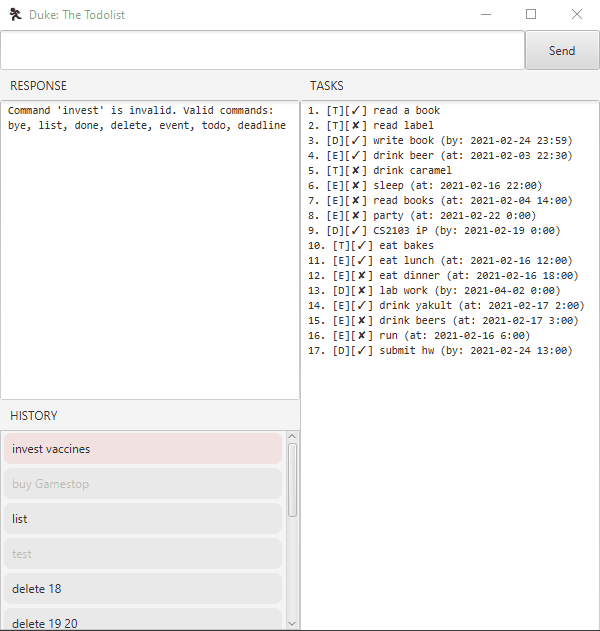 Duke: The Todolist
Send
RESPONSE
Command 'invest' is invalid. Valid commands:
bye, list, done, delete, event, todo, deadline
TASKS
1. [T][✓] read a book
2. [T][✘] read label
3. [D][✓] write book (by: 2021-02-24 23:59)
4. [E][✓] drink beer (at: 2021-02-03 22:30)
5. [T][✘] drink caramel
6. [E][✘] sleep (at: 2021-02-16 22:00)
7. [E][✘] read books (at: 2021-02-04 14:00)
8. [E][✘] party (at: 2021-02-22 0:00)
9. [D][✓] CS2103 iP (by: 2021-02-19 0:00)
10. [T][✓] eat bakes
11. [E][✓] eat lunch (at: 2021-02-16 12:00)
12. [E][✘] eat dinner (at: 2021-02-16 18:00)
13. [D][✘] lab work (by: 2021-04-02 0:00)
14. [E][✓] drink yakult (at: 2021-02-17 2:00)
15. [E][✘] drink beers (at: 2021-02-17 3:00)
16. [E][✘] run (at: 2021-02-16 6:00)
17. [D][✓] submit hw (by: 2021-02-24 13:00)
HISTORY
invest vaccines
buy Gamestop
list
test
delete 18
delete 19 20